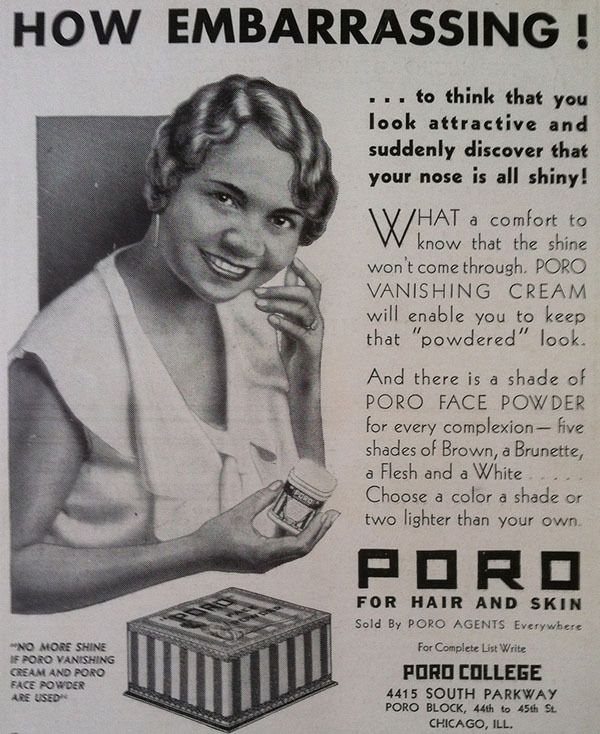 HOW EMBARRASSING!
... to think that you
look attractive and
suddenly discover that
your nose is all shiny!
WHAT a comfort to
know that the shine
won't come through. PORO
VANISHING CREAM
will enable you to keep
that "powdered" look.
And there is a shade of
PORO FACE POWDER
for every complexion — five
shades of Brown, a Brunette,
a Flesh and a White .....
Choose a color a shade or
two lighter than your own.
PORO
FOR HAIR AND SKIN
Sold By PORO AGENTS Everywhere
For Complete List Write
PORO COLLEGE
4415 SOUTH PARKWAY
PORO BLOCK, 44th to 45th St.
CHICAGO, ILL.
PORO
PORO
FACE
POWDER
"NO MORE SHINE
IF PORO VANISHING
CREAM AND PORO
FACE POWDER
ARE USED"